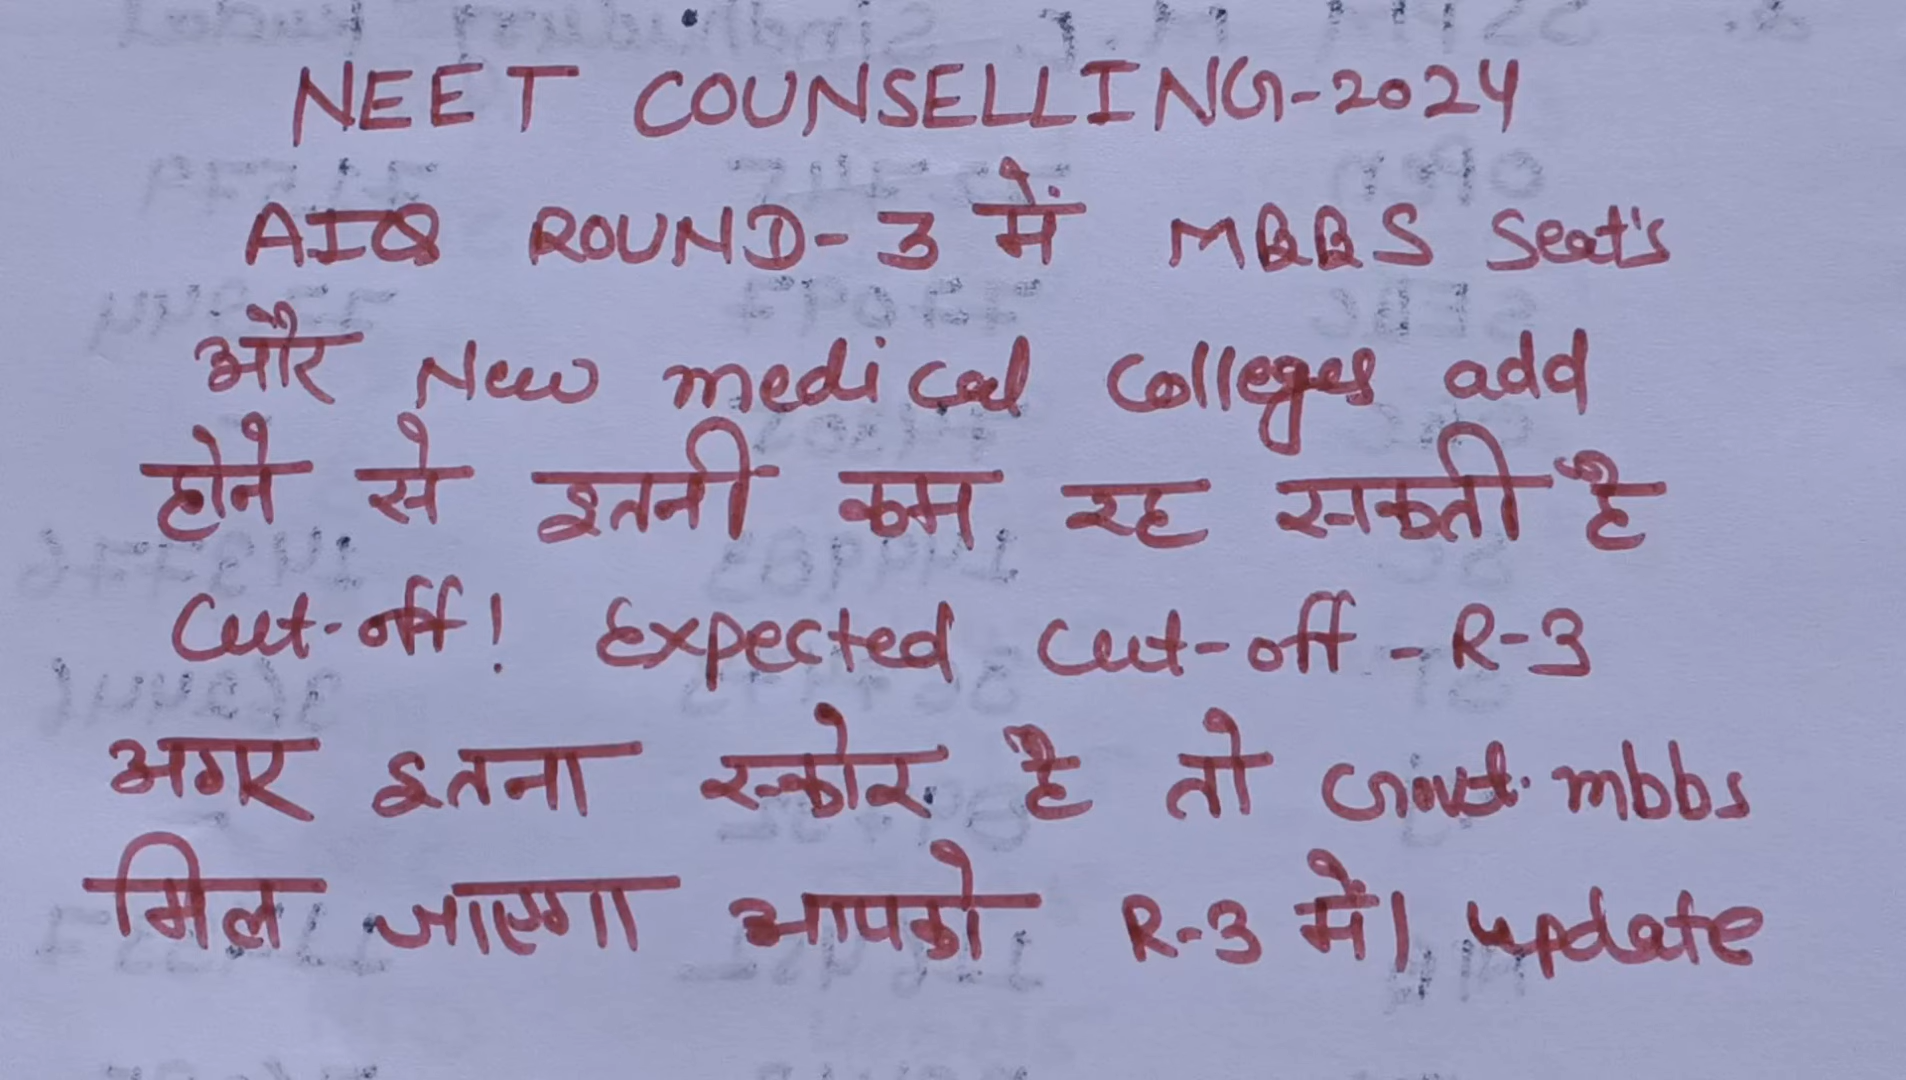 NEET COUNSELLING-2024
AIQ ROUND-3 में MBBS Seat's
और New medical Colleges add
होने से इतनी कम रह सकती है
Cut-off! Expected cut-off - R-3
अगर इतना स्कोर है तो Govt. mbbs
मिल जाएगा आपको R-3 में। update